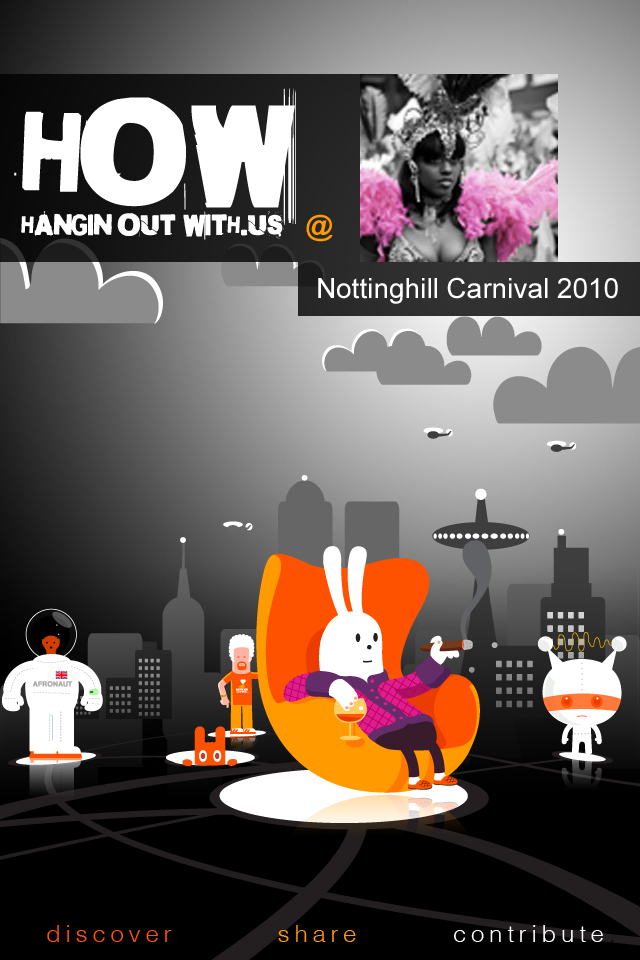 HOW
HANGIN OUT WITH.US @
Nottinghill Carnival 2010
AFRONAUT
discover share contribute